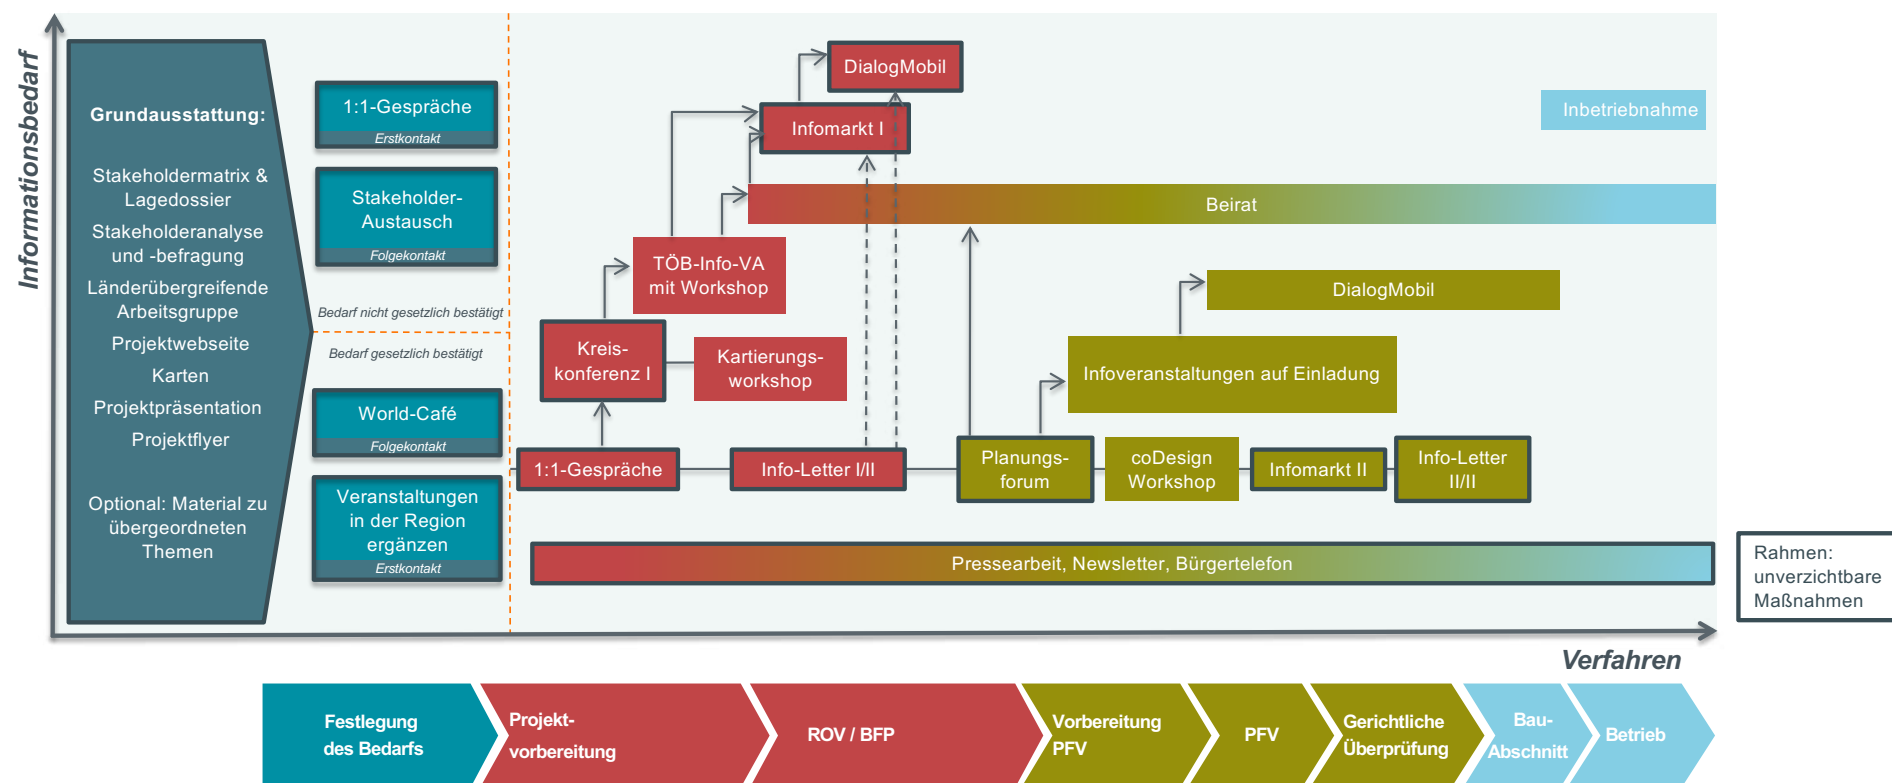 Informationsbedarf
Grundausstattung:
Stakeholdermatrix &
Lagedossier
Stakeholderanalyse
und -befragung
Länderübergreifende
Arbeitsgruppe
Projektwebseite
Karten
Projektpräsentation
Projektflyer
Optional: Material zu
übergeordneten
Themen
1:1-Gespräche
Erstkontakt
Stakeholder-
Austausch
Folgekontakt
Bedarf nicht gesetzlich bestätigt
Bedarf gesetzlich bestätigt
World-Café
Folgekontakt
Veranstaltungen
in der Region
ergänzen
Erstkontakt
DialogMobil
Infomarkt I
Inbetriebnahme
Beirat
TÖB-Info-VA
mit Workshop
DialogMobil
Kreis-
konferenz I
Kartierungs-
workshop
Infoveranstaltungen auf Einladung
1:1-Gespräche
Info-Letter I/II
Planungs-
forum
coDesign
Workshop
Infomarkt II
Info-Letter
II/II
Pressearbeit, Newsletter, Bürgertelefon
Rahmen:
unverzichtbare
Maßnahmen
Verfahren
Festlegung
des Bedarfs
Projekt-
vorbereitung
ROV / BFP
Vorbereitung
PFV
PFV
Gerichtliche
Überprüfung
Bau-
Abschnitt
Betrieb